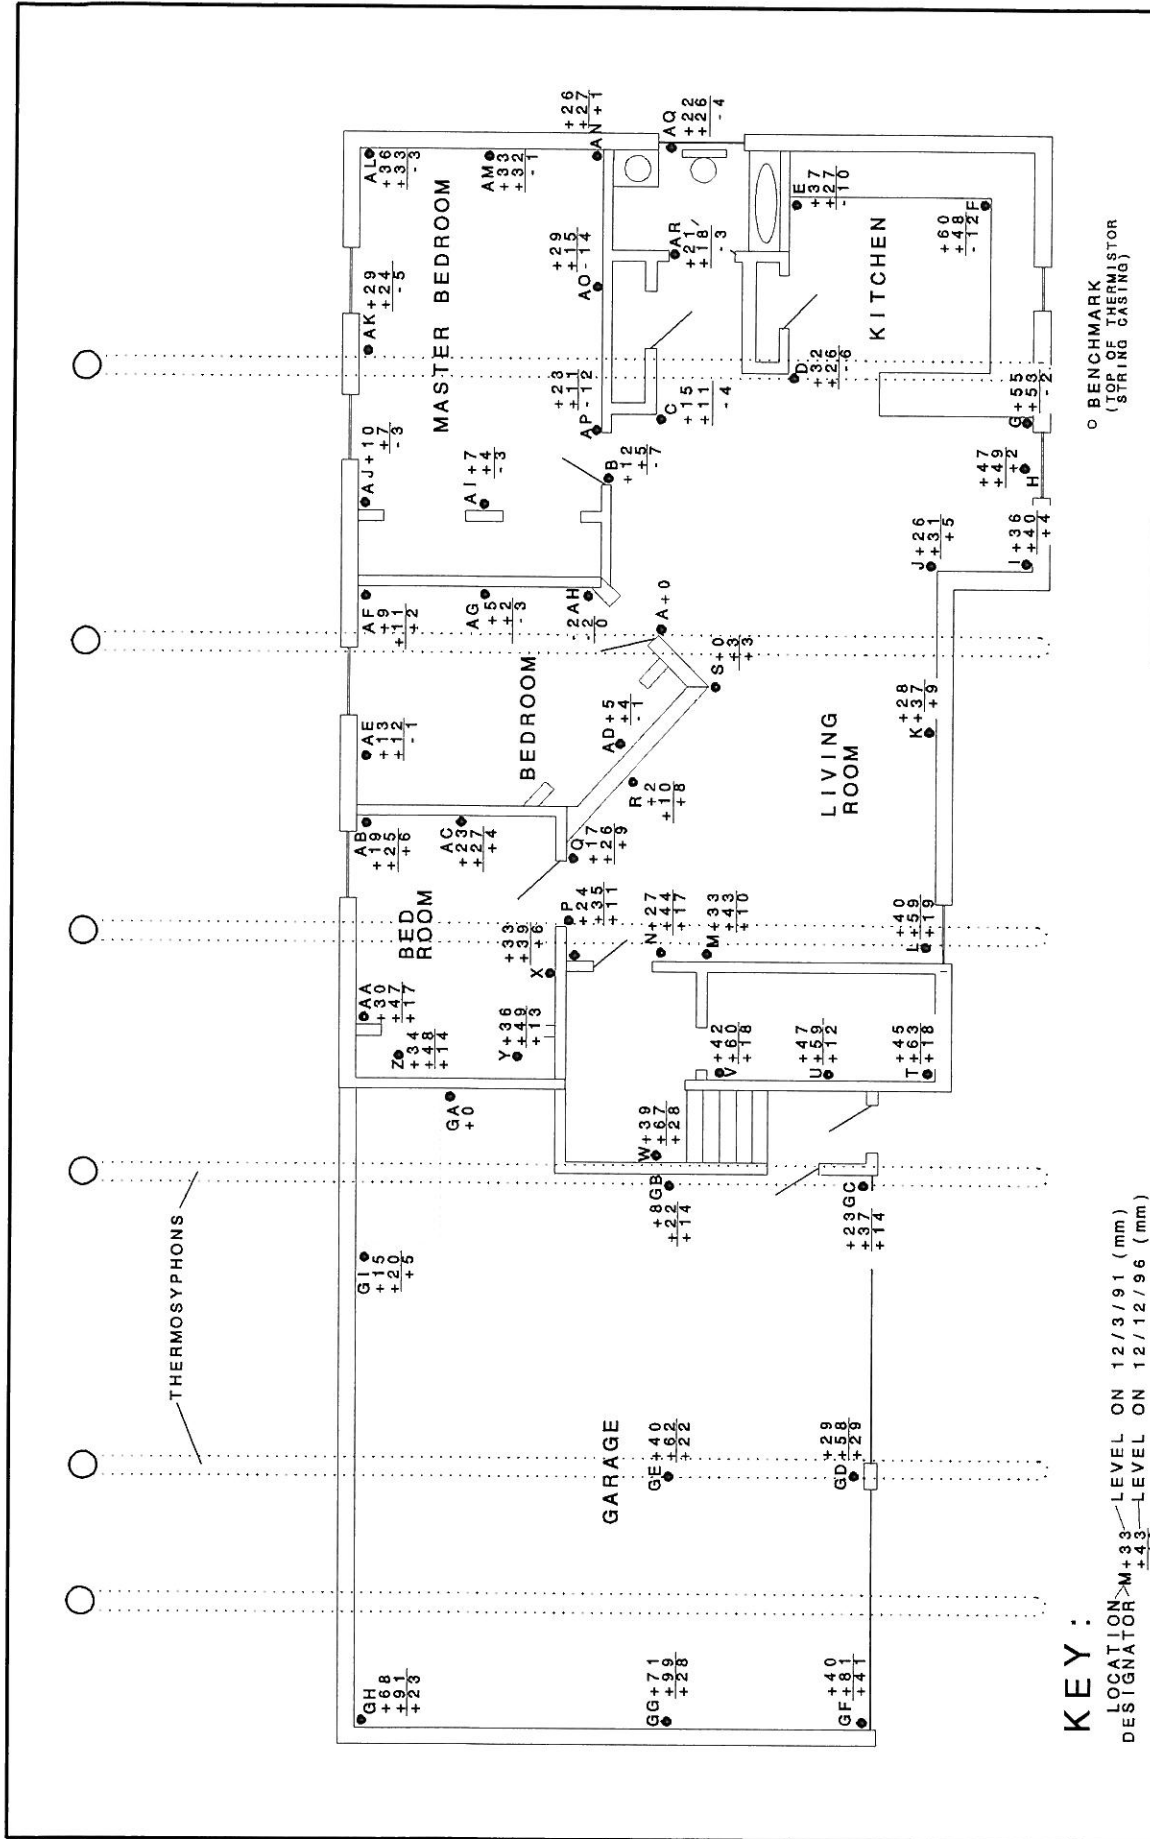 THERMOSYPHONS
AL
+36
+33
-3
AM
+33
+32
-1
+26
+27
AN+1
AQ
+22
+26
-4
AK+29
+24
-5
MASTER BEDROOM
+29
+15
AO-14
AR
+21
+18
-3
E
+37
+27
-10
+60
+48
-12F
KITCHEN
AJ+10
+7
-3
AI+7
+4
-3
+23
+11
AP-12
C
+15
+11
-4
B
+12
+5
-7
D
+32
+26
-6
G+55
+53
-2
+47
+49
+2
H
BENCHMARK
(TOP OF THERMISTOR
STRING CASING)
AF
+9
+11
+2
AG
+5
+2
-3
-2AH
-2
0
A+0
J+26
+31
+5
I+36
+40
+4
AE
+13
+12
-1
BEDROOM
AD+5
+4
-1
S+0
+3
+3
R
+2
+10
+8
LIVING
ROOM
+28
+37
K+9
AB
+19
+25
+6
AC
+23
+27
+4
Q
+17
+26
+9
P
+24
+35
+11
BED
ROOM
+33
+39
X+6
N+27
+44
+17
M+33
+43
+10
+40
+59
L+19
AA
+30
+47
+17
Z
+34
+48
+14
Y+36
+49
+13
+42
+60
V+18
+47
+59
U+12
+45
+63
T+18
GA
+0
W+39
+67
+28
+8GB
+22
+14
+23GC
+37
+14
GI
+15
+20
+5
GARAGE
GE+40
+62
+22
+29
+58
GD+29
GH
+68
+91
+23
GG+71
+99
+28
+40
+81
GF+41
KEY:
LOCATION
DESIGNATOR
M+33 LEVEL ON 12/3/91 (mm)
+43 LEVEL ON 12/12/96 (mm)